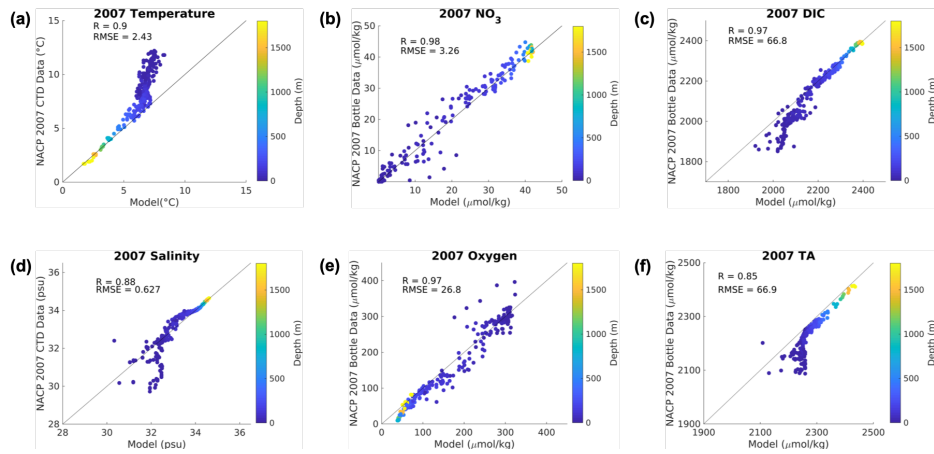 (a)
2007 Temperature
R = 0.9
RMSE = 2.43
NACP 2007 CTD Data (°C)
15
10
5
0
0 5 10 15
Model(°C)
1500
1000
500
0
Depth (m)
(b)
2007 NO3
R = 0.98
RMSE = 3.26
NACP 2007 Bottle Data (μmol/kg)
50
40
30
20
10
0 10 20 30 40 50
Model (μmol/kg)
1500
1000
500
0
Depth (m)
(c)
2007 DIC
R = 0.97
RMSE = 66.8
NACP 2007 Bottle Data (μmol/kg)
2400
2300
2200
2100
2000
1900
1800
1800 2000 2200 2400
Model (μmol/kg)
1500
1000
500
0
Depth (m)
(d)
2007 Salinity
R = 0.88
RMSE = 0.627
NACP 2007 CTD Data (psu)
36
34
32
30
28
28 30 32 34 36
Model (psu)
1500
1000
500
0
Depth (m)
(e)
2007 Oxygen
R = 0.97
RMSE = 26.8
NACP 2007 Bottle Data (μmol/kg)
400
300
200
100
0
0 100 200 300 400
Model (μmol/kg)
1500
1000
500
0
Depth (m)
(f)
2007 TA
R = 0.85
RMSE = 66.9
NACP 2007 Bottle Data (μmol/kg)
2500
2400
2300
2200
2100
2000
1900
1900 2100 2300 2500
Model (μmol/kg)
1500
1000
500
0
Depth (m)